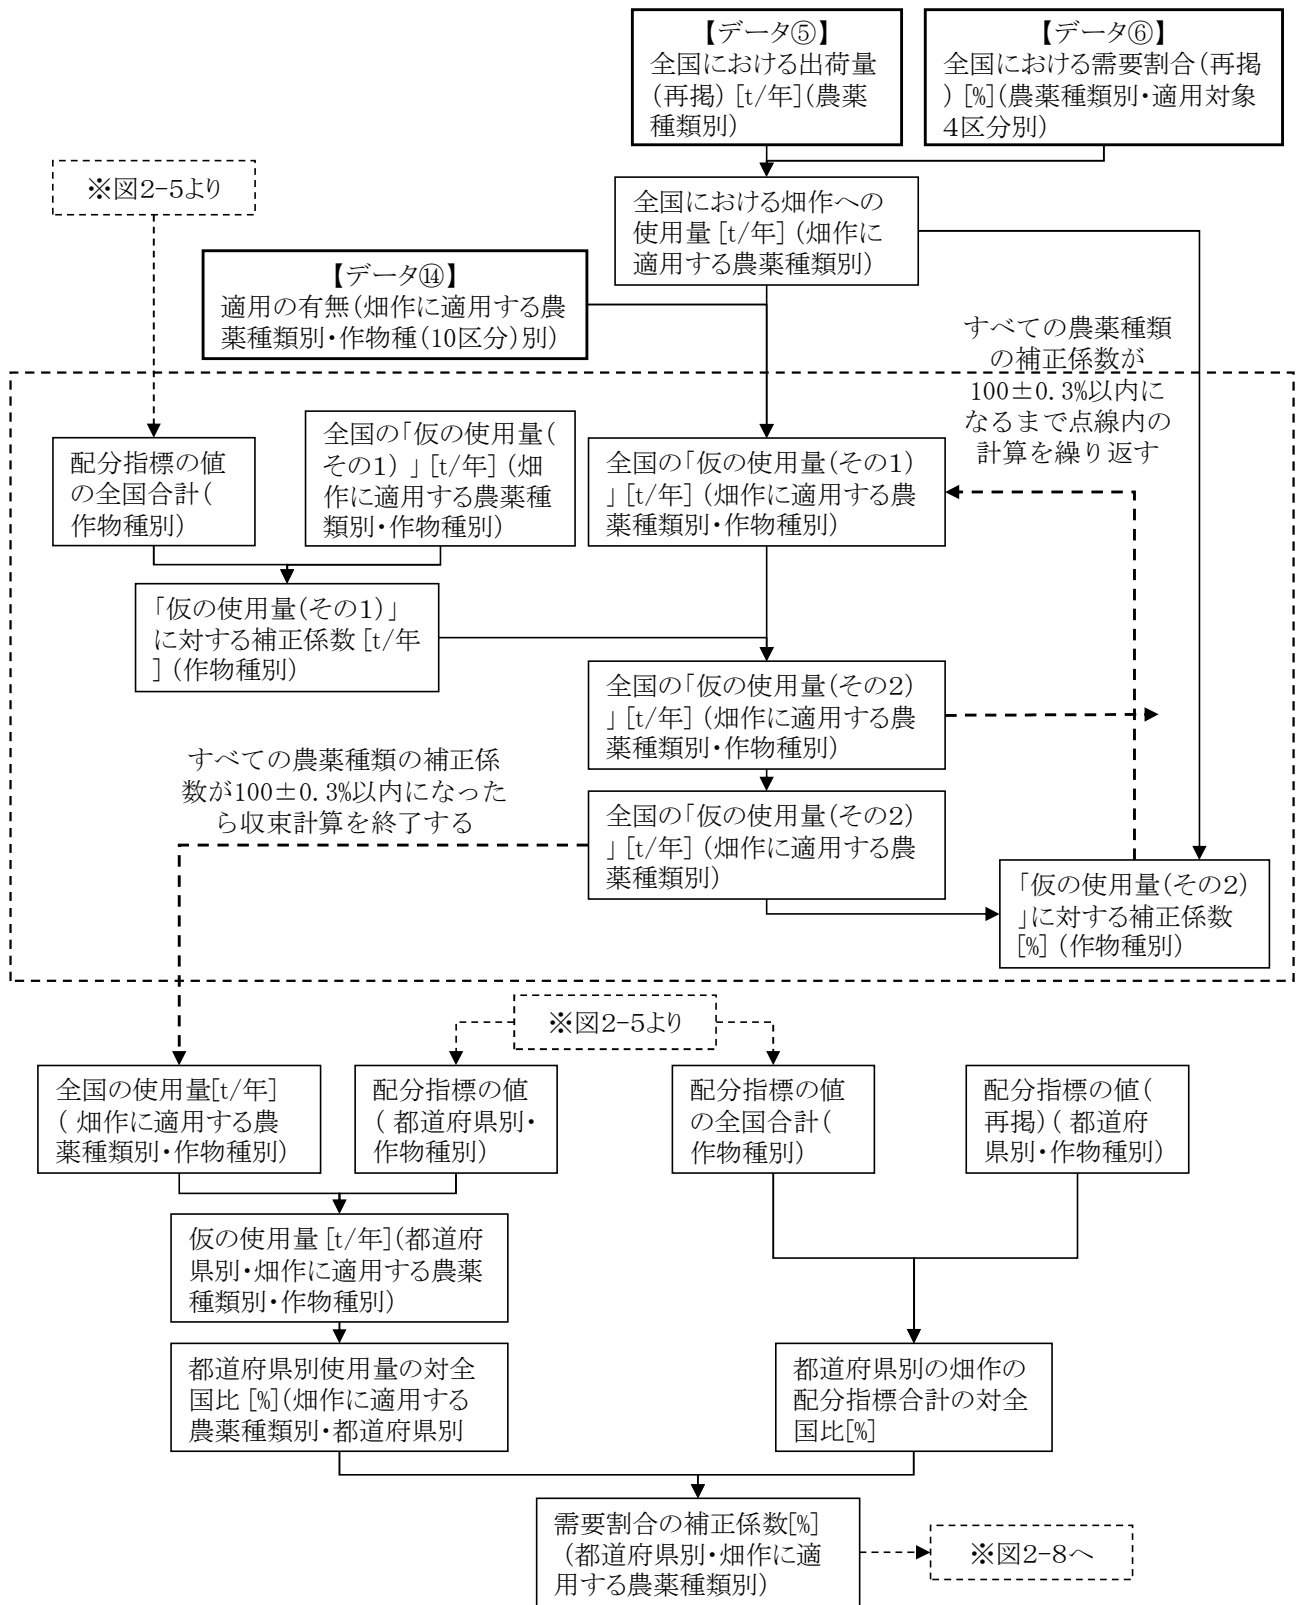 【データ⑤】
全国における出荷量
(再掲) [t/年](農薬
種類別)
【データ⑥】
全国における需要割合(再掲
) [%](農薬種類別・適用対象
4区分別)
※図2-5より
全国における畑作への
使用量 [t/年] (畑作に
適用する農薬種類別)
【データ⑭】
適用の有無(畑作に適用する農
薬種類別・作物種(10区分)別)
すべての農薬種類
の補正係数が
100±0.3%以内に
なるまで点線内の
計算を繰り返す
配分指標の値
の全国合計(
作物種別)
全国の「仮の使用量(
その1) 」 [t/年] (畑
作に適用する農薬種
類別・作物種別)
全国の「仮の使用量(その1)
」 [t/年] (畑作に適用する農
薬種類別・作物種別)
「仮の使用量(その1)」
に対する補正係数 [t/年
] (作物種別)
全国の「仮の使用量(その2)
」 [t/年] (畑作に適用する農
薬種類別・作物種別)
すべての農薬種類の補正係
数が100±0.3%以内になった
ら収束計算を終了する
全国の「仮の使用量(その2)
」 [t/年] (畑作に適用する農
薬種類別)
「仮の使用量(その2)
」に対する補正係数
[%] (作物種別)
※図2-5より
全国の使用量[t/年]
( 畑作に適用する農
薬種類別・作物種別)
配分指標の値
( 都道府県別・
作物種別)
配分指標の値
の全国合計(
作物種別)
配分指標の値(
再掲) ( 都道府
県別・作物種別)
仮の使用量 [t/年](都道府
県別・畑作に適用する農薬
種類別・作物種別)
都道府県別使用量の対全
国比 [%](畑作に適用する
農薬種類別・都道府県別
都道府県別の畑作の
配分指標合計の対全
国比[%]
需要割合の補正係数[%]
(都道府県別・畑作に適
用する農薬種類別)
※図2-8へ